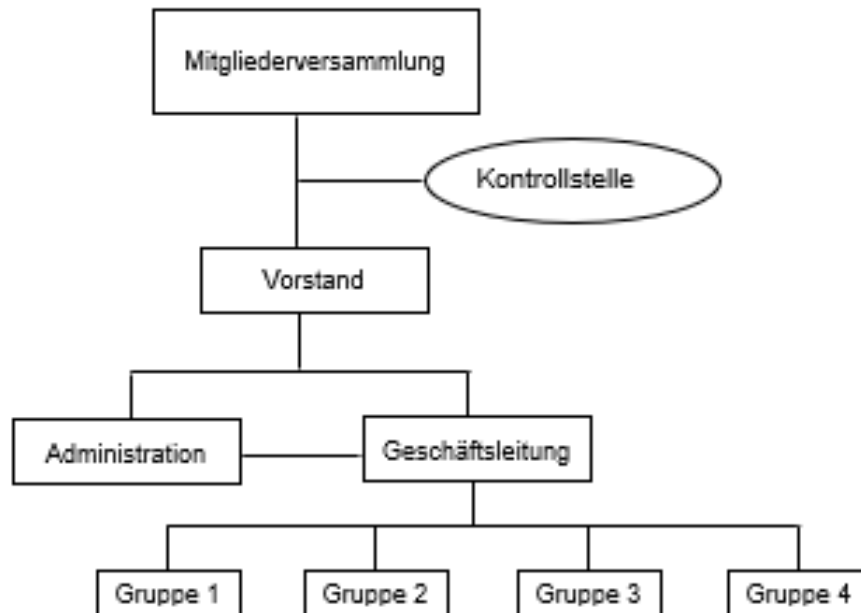 Mitgliederversammlung
Kontrollstelle
Vorstand
Administration
Geschäftsleitung
Gruppe 1
Gruppe 2
Gruppe 3
Gruppe 4